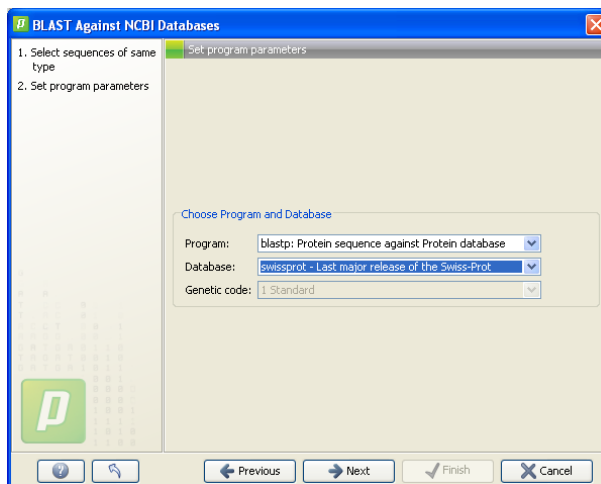 BLAST Against NCBI Databases
1. Select sequences of same
type
2. Set program parameters
Set program parameters
Choose Program and Database
Program: blastp: Protein sequence against Protein database
Database: swissprot - Last major release of the Swiss-Prot
Genetic code: 1 Standard
Previous Next Finish Cancel